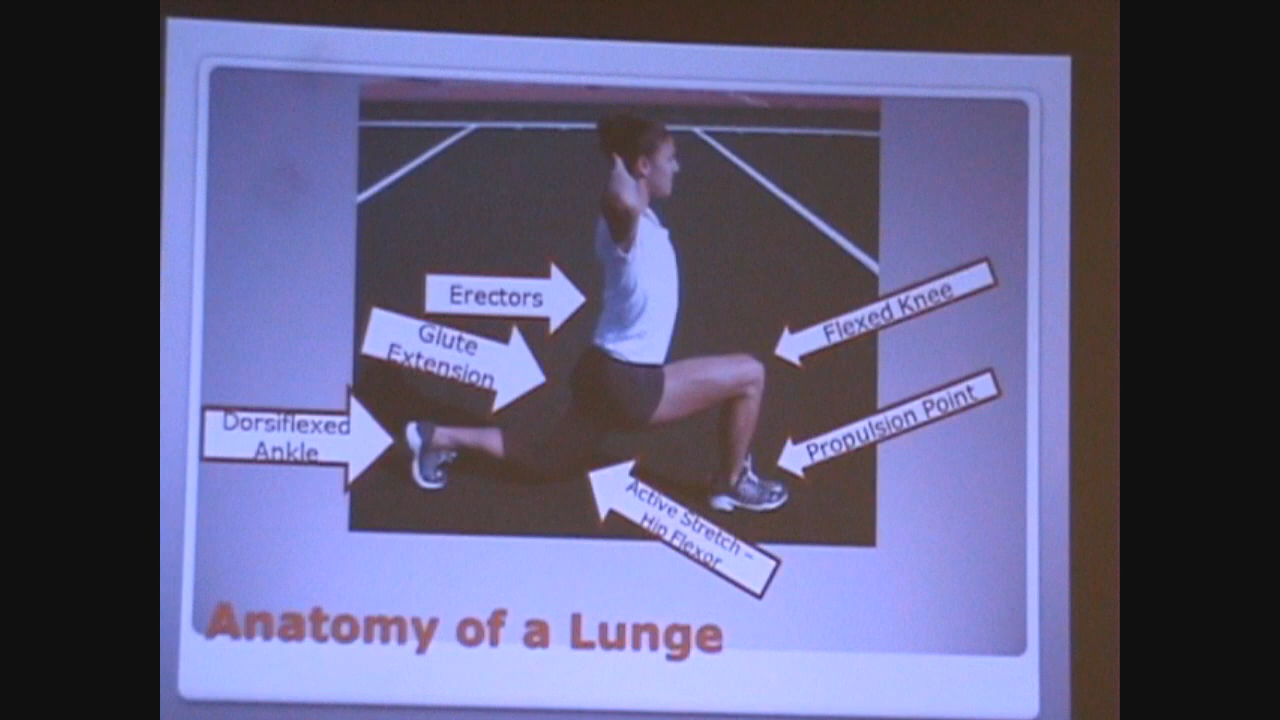 Erectors
Glute
Extension
Dorsiflexed
Ankle
Flexed Knee
Propulsion Point
Active Stretch –
Hip Flexor
Anatomy of a Lunge